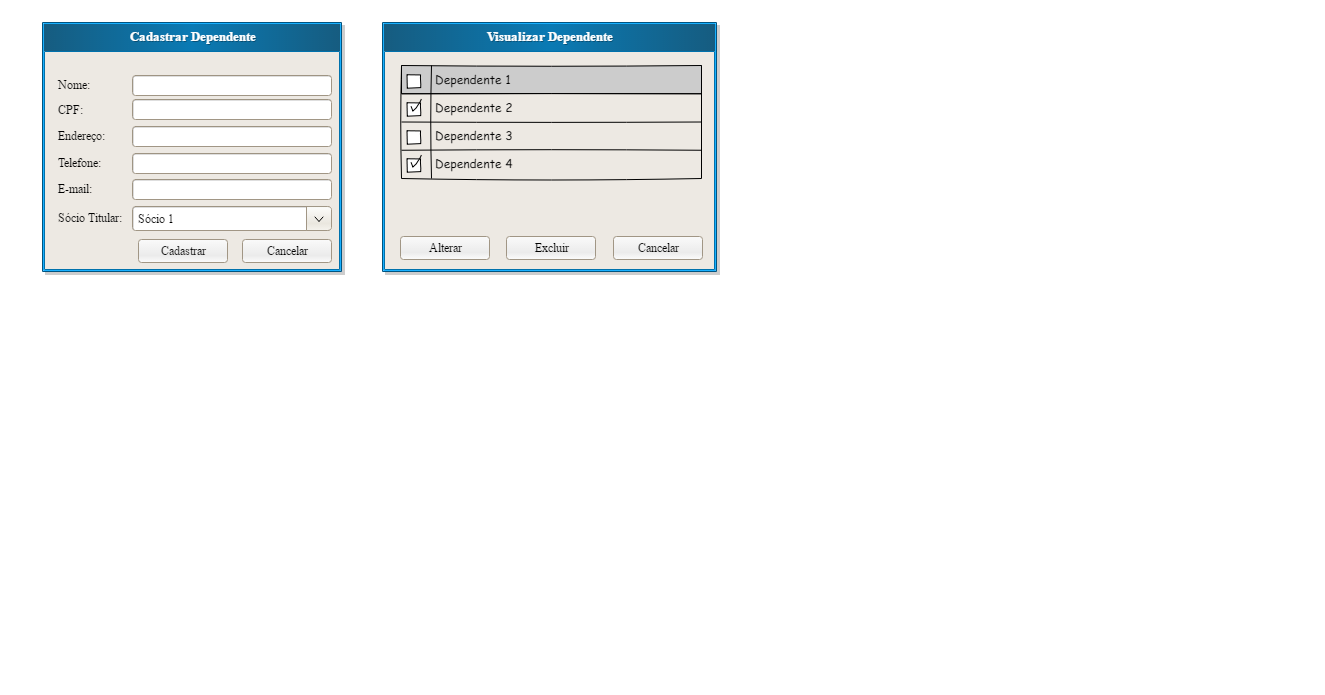 Cadastrar Dependente
Nome:
CPF:
Endereço:
Telefone:
E-mail:
Sócio Titular: Sócio 1
Cadastrar Cancelar
Visualizar Dependente
Dependente 1
Dependente 2
Dependente 3
Dependente 4
Alterar Excluir Cancelar